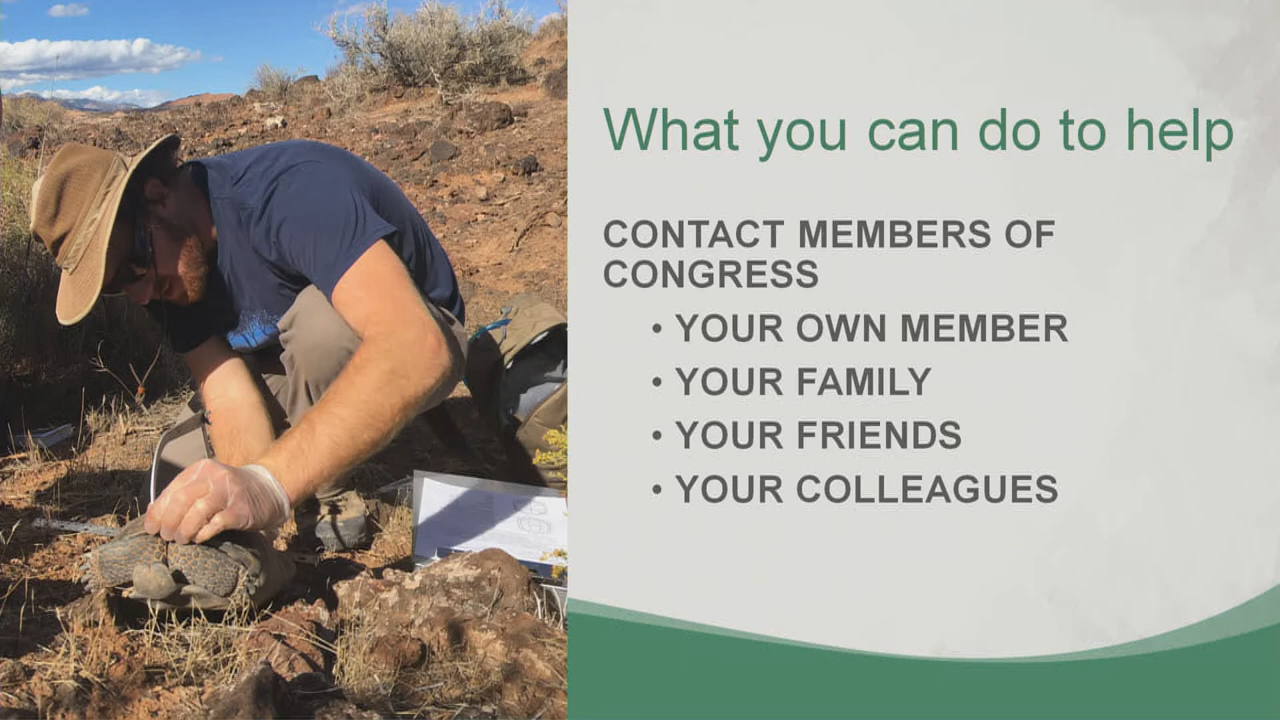 What you can do to help
CONTACT MEMBERS OF
CONGRESS
• YOUR OWN MEMBER
• YOUR FAMILY
• YOUR FRIENDS
• YOUR COLLEAGUES